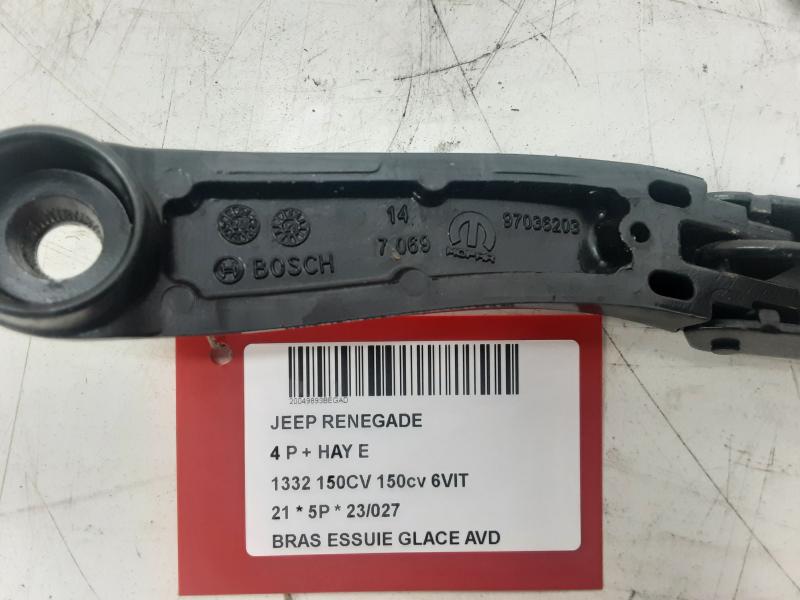 14
97036203
7 069
MOPAR
BOSCH
20049893BEGAD
JEEP RENEGADE
4 P + HAY E
1332 150CV 150cv 6VIT
21 * 5P * 23/027
BRAS ESSUIE GLACE AVD